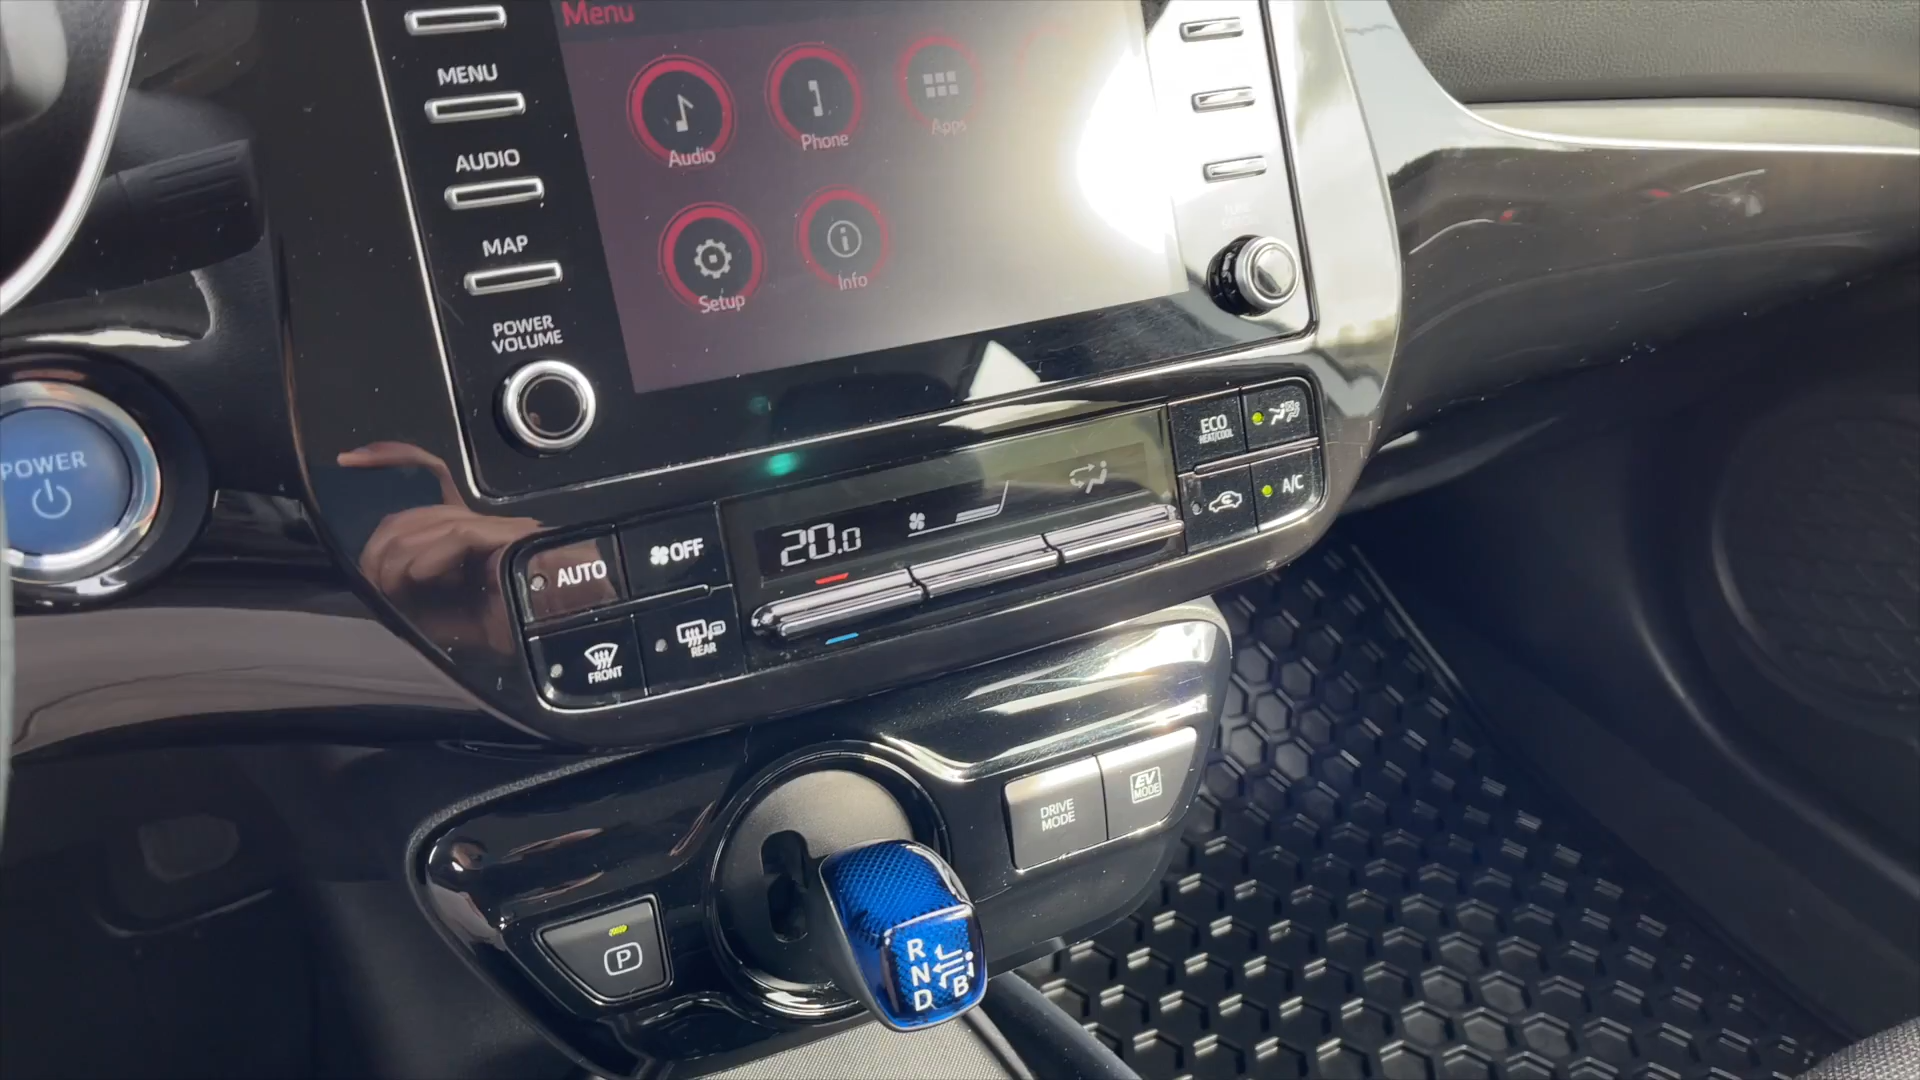 Menu
MENU
Audio
Phone
Apps
AUDIO
MAP
Setup
Info
POWER
VOLUME
POWER
ECO
HEAT/COOL
A/C
20.0
AUTO
OFF
FRONT
REAR
DRIVE
MODE
EV
MODE
P
R
N
D
B